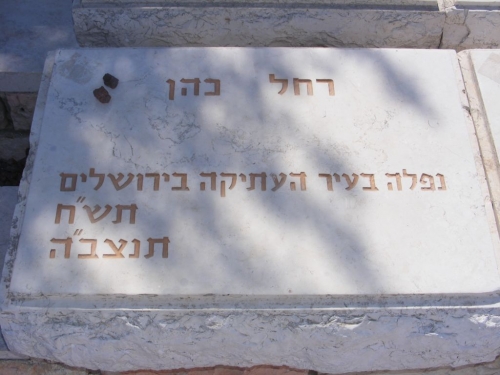 רחל כהן
נפלה בעיר העתיקה בירושלים
תש"ח
תנצב"ה